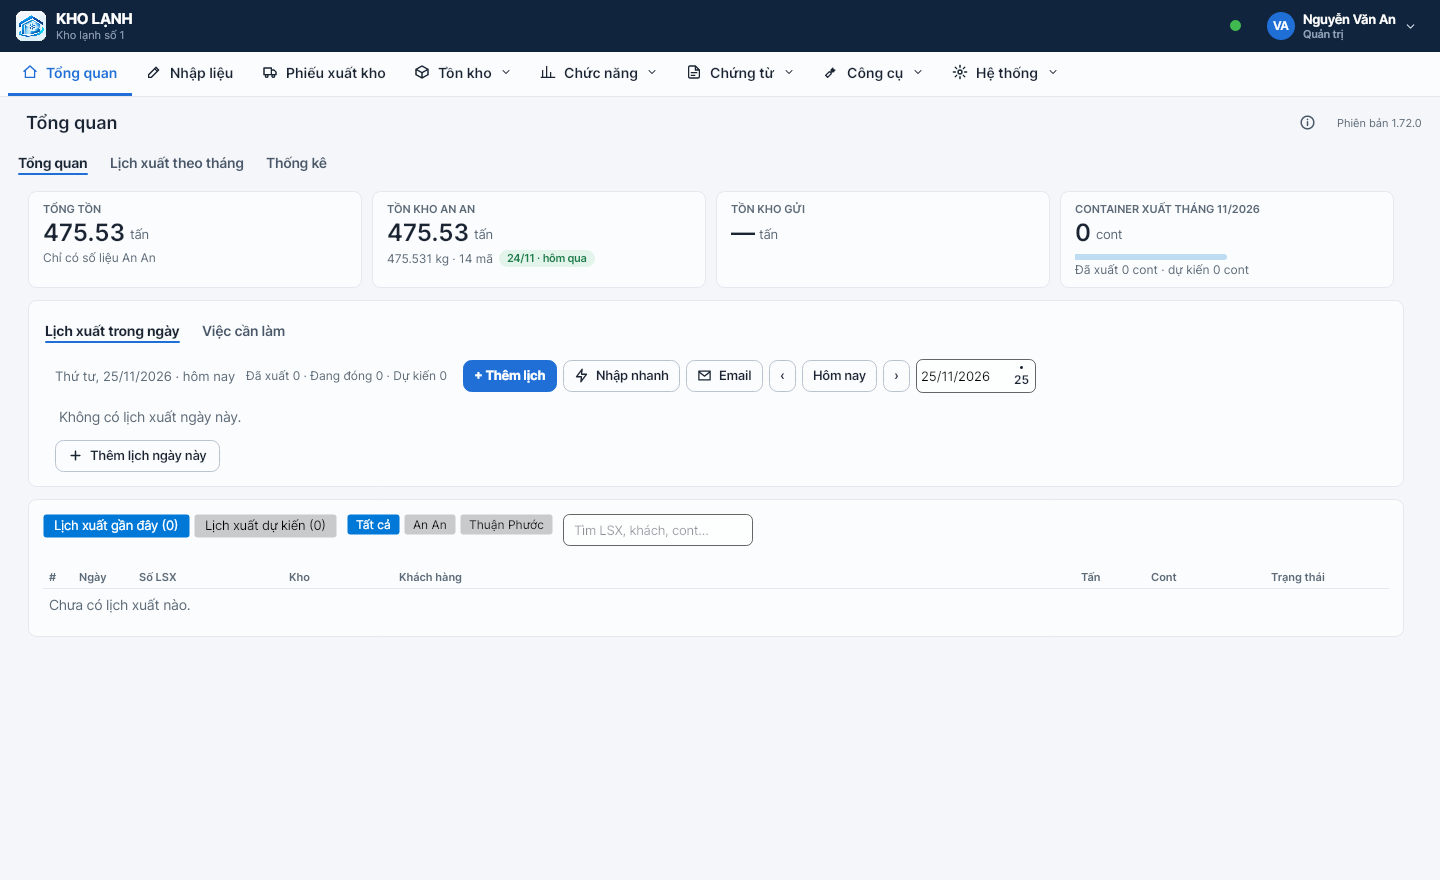 KHO LẠNH
Kho lạnh số 1
VA
Nguyễn Văn An
Quản trị
Tổng quan
Nhập liệu
Phiếu xuất kho
Tồn kho
Chức năng
Chứng từ
Công cụ
Hệ thống
Tổng quan
Phiên bản 1.72.0
Tổng quan
Lịch xuất theo tháng
Thống kê
TỔNG TỒN
475.53 tấn
Chỉ có số liệu An An
TỒN KHO AN AN
475.53 tấn
475.531 kg · 14 mã 24/11 · hôm qua
TỒN KHO GỬI
— tấn
CONTAINER XUẤT THÁNG 11/2026
0 cont
Đã xuất 0 cont · dự kiến 0 cont
Lịch xuất trong ngày
Việc cần làm
Thứ tư, 25/11/2026 · hôm nay
Đã xuất 0 · Đang đóng 0 · Dự kiến 0
+ Thêm lịch
Nhập nhanh
Email
‹
Hôm nay
›
25/11/2026
25
Không có lịch xuất ngày này.
+ Thêm lịch ngày này
Lịch xuất gần đây (0)
Lịch xuất dự kiến (0)
Tất cả
An An
Thuận Phước
Tìm LSX, khách, cont...
# Ngày Số LSX Kho Khách hàng Tấn Cont Trạng thái
Chưa có lịch xuất nào.